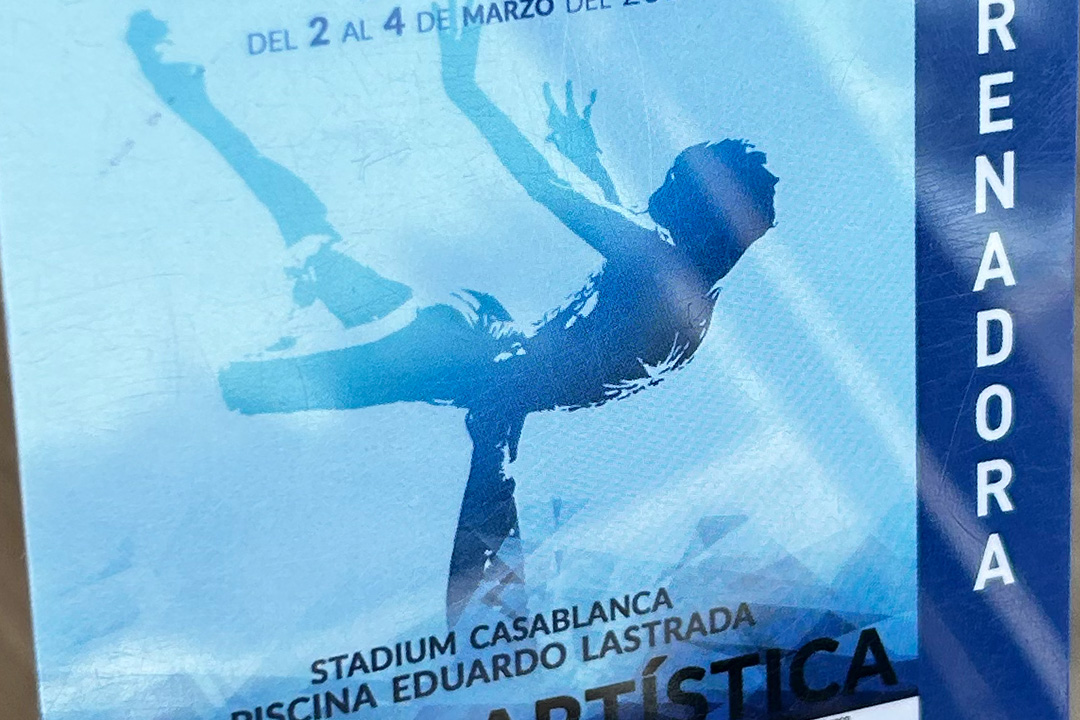 DEL 2 AL 4 DE MARZO DEL
STADIUM CASABLANCA
PISCINA EDUARDO LASTRADA
ARTÍSTICA
RENADORA